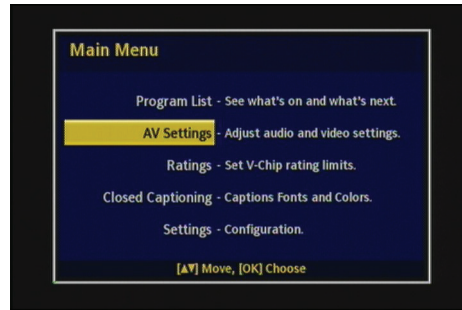 Main Menu
Program List - See what's on and what's next.
AV Settings - Adjust audio and video settings.
Ratings - Set V-Chip rating limits.
Closed Captioning - Captions Fonts and Colors.
Settings - Configuration.
[▲▼] Move, [OK] Choose